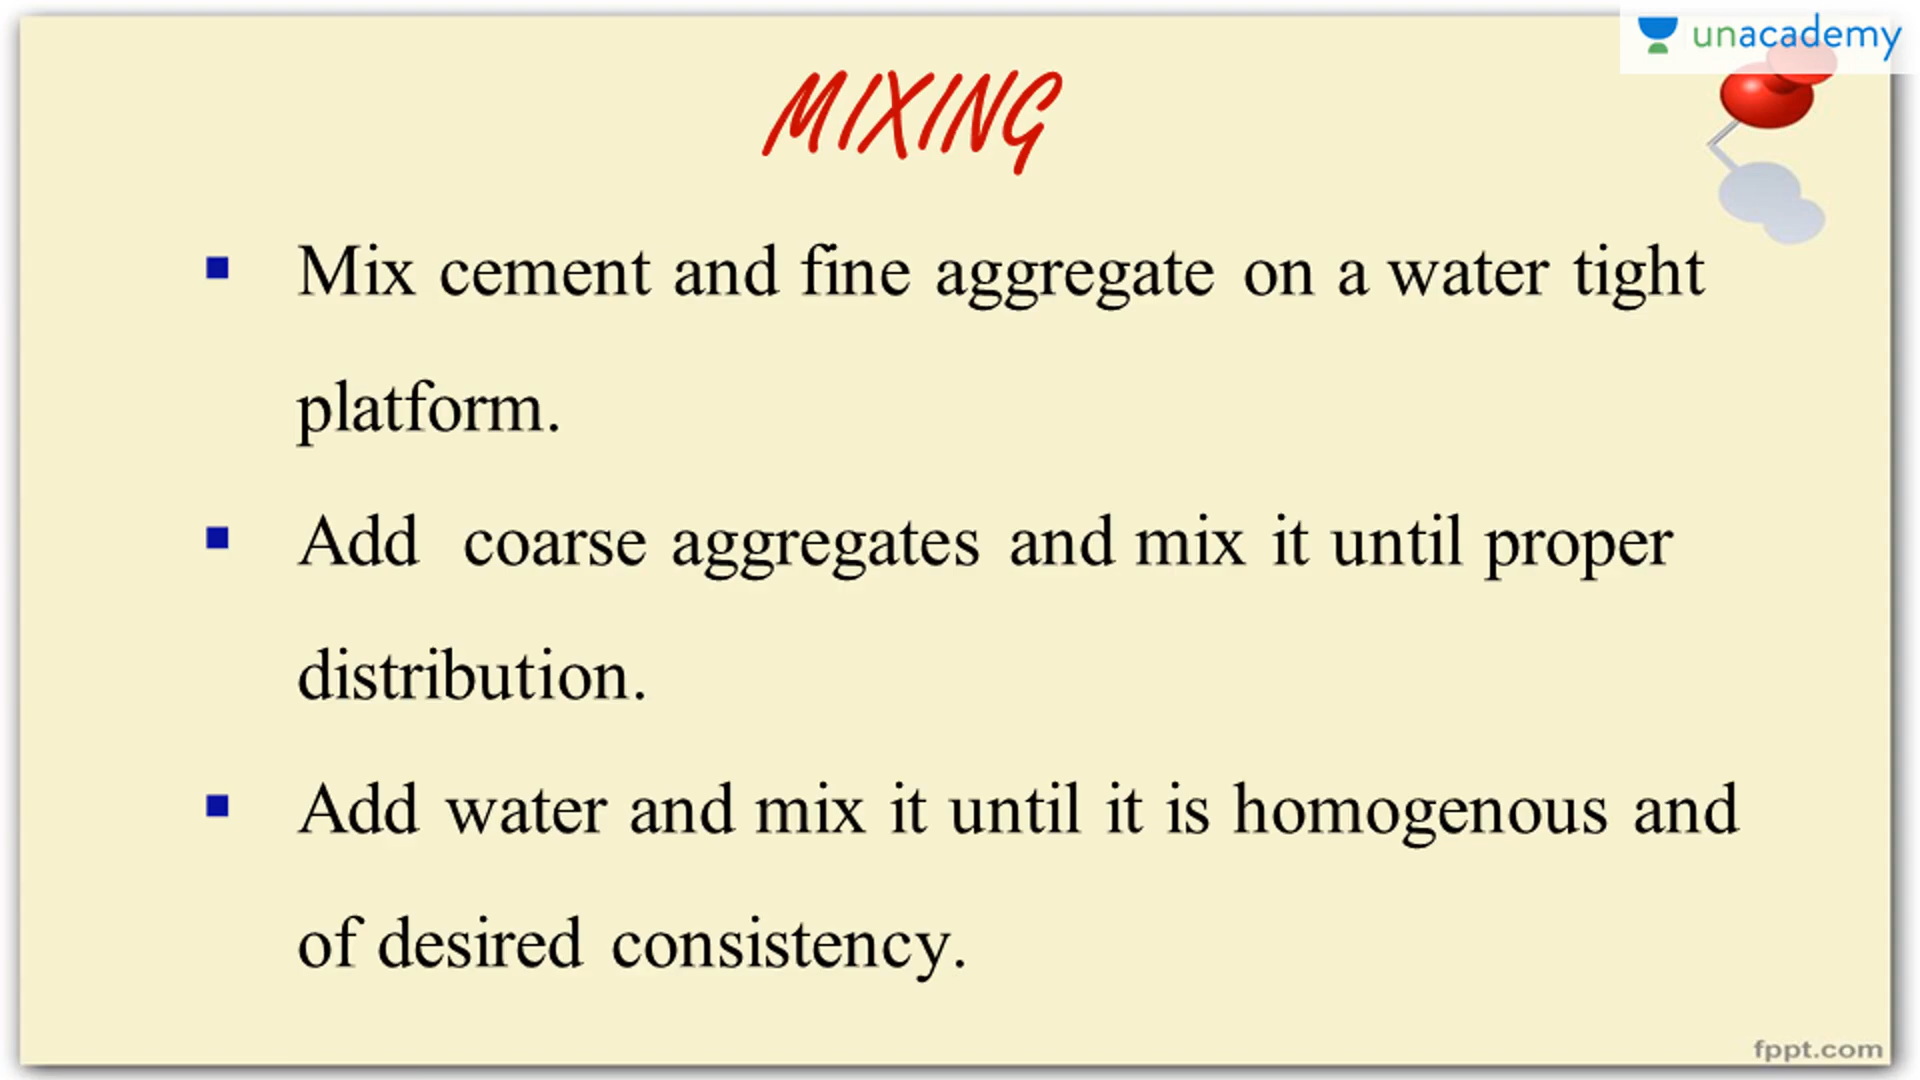 unacademy
MIXING
Mix cement and fine aggregate on a water tight
platform.
Add coarse aggregates and mix it until proper
distribution.
Add water and mix it until it is homogenous and
of desired consistency.
fppt.com